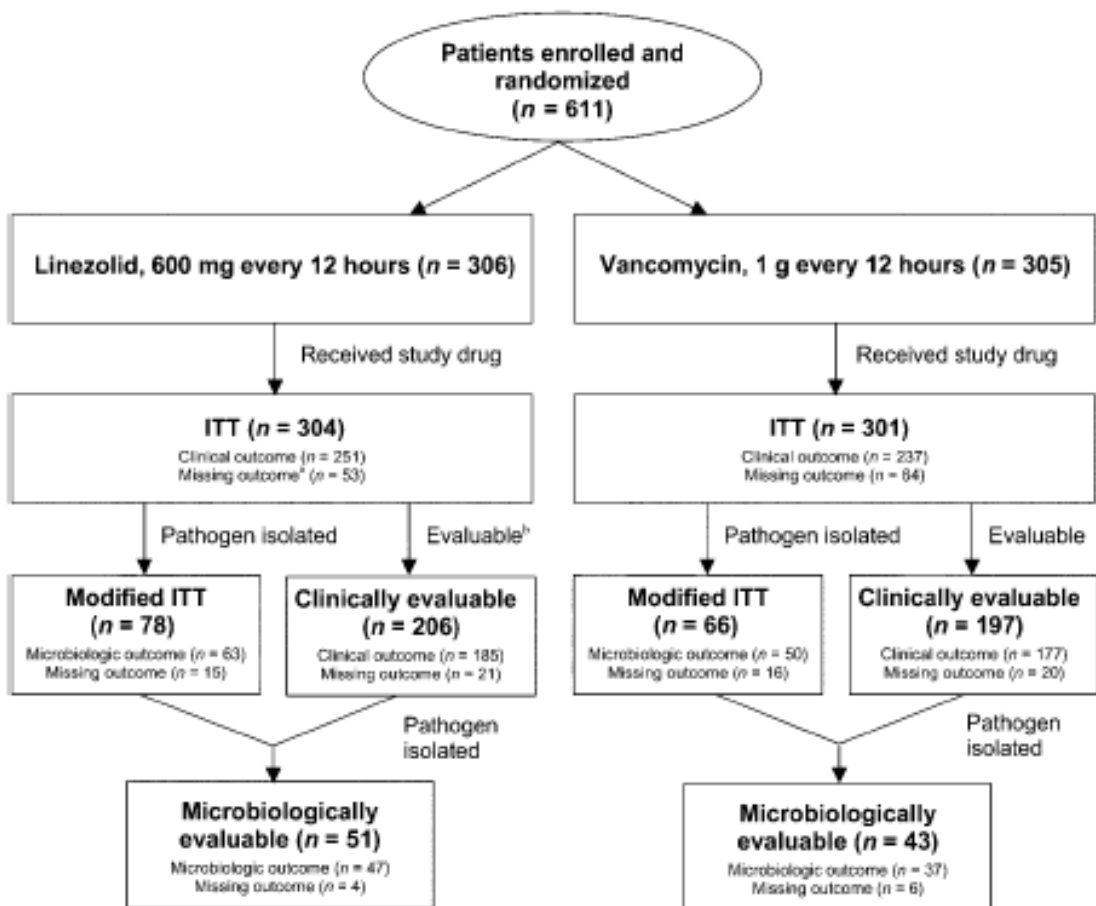 Patients enrolled and
randomized
(n = 611)
Linezolid, 600 mg every 12 hours (n = 306)
Vancomycin, 1 g every 12 hours (n = 305)
Received study drug
Received study drug
ITT (n = 304)
Clinical outcome (n = 251)
Missing outcomeª (n = 53)
ITT (n = 301)
Clinical outcome (n = 237)
Missing outcome (n = 64)
Pathogen isolated
Evaluableᵇ
Pathogen isolated
Evaluable
Modified ITT
(n = 78)
Microbiologic outcome (n = 63)
Missing outcome (n = 15)
Clinically evaluable
(n = 206)
Clinical outcome (n = 185)
Missing outcome (n = 21)
Modified ITT
(n = 66)
Microbiologic outcome (n = 50)
Missing outcome (n = 16)
Clinically evaluable
(n = 197)
Clinical outcome (n = 177)
Missing outcome (n = 20)
Pathogen
isolated
Pathogen
isolated
Microbiologically
evaluable (n = 51)
Microbiologic outcome (n = 47)
Missing outcome (n = 4)
Microbiologically
evaluable (n = 43)
Microbiologic outcome (n = 37)
Missing outcome (n = 6)